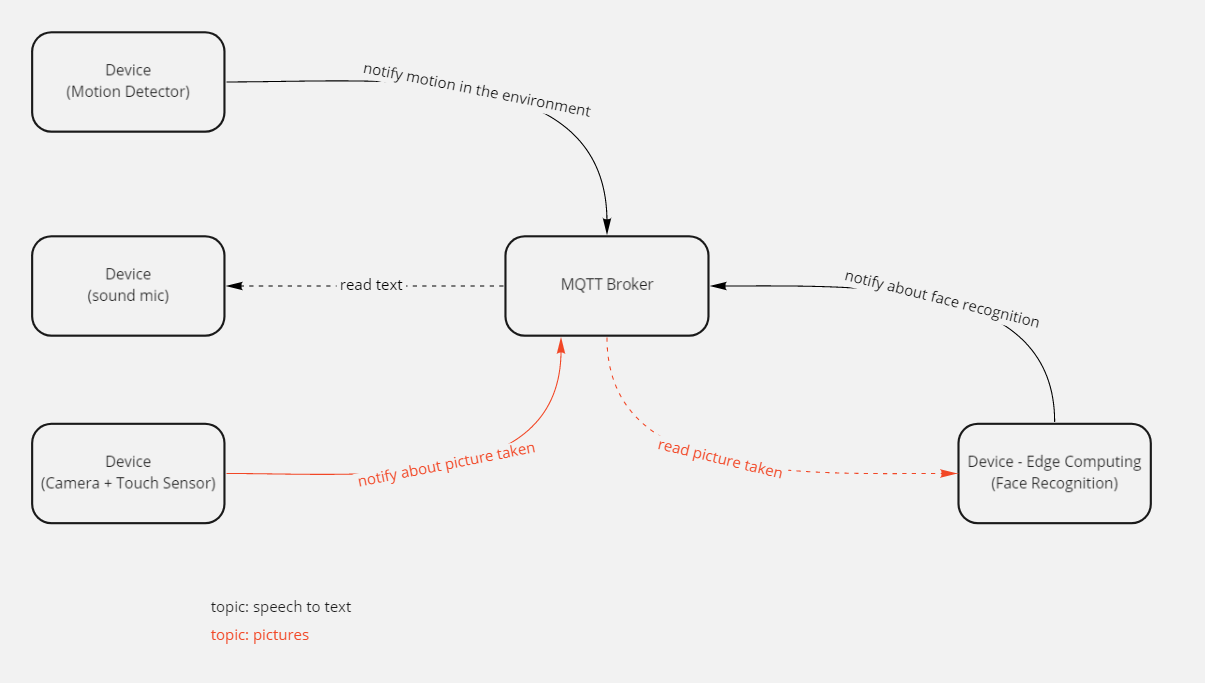 Device
(Motion Detector)
notify motion in the environment
Device
(sound mic)
read text
MQTT Broker
notify about face recognition
Device
(Camera + Touch Sensor)
notify about picture taken
read picture taken
Device - Edge Computing
(Face Recognition)
topic: speech to text
topic: pictures